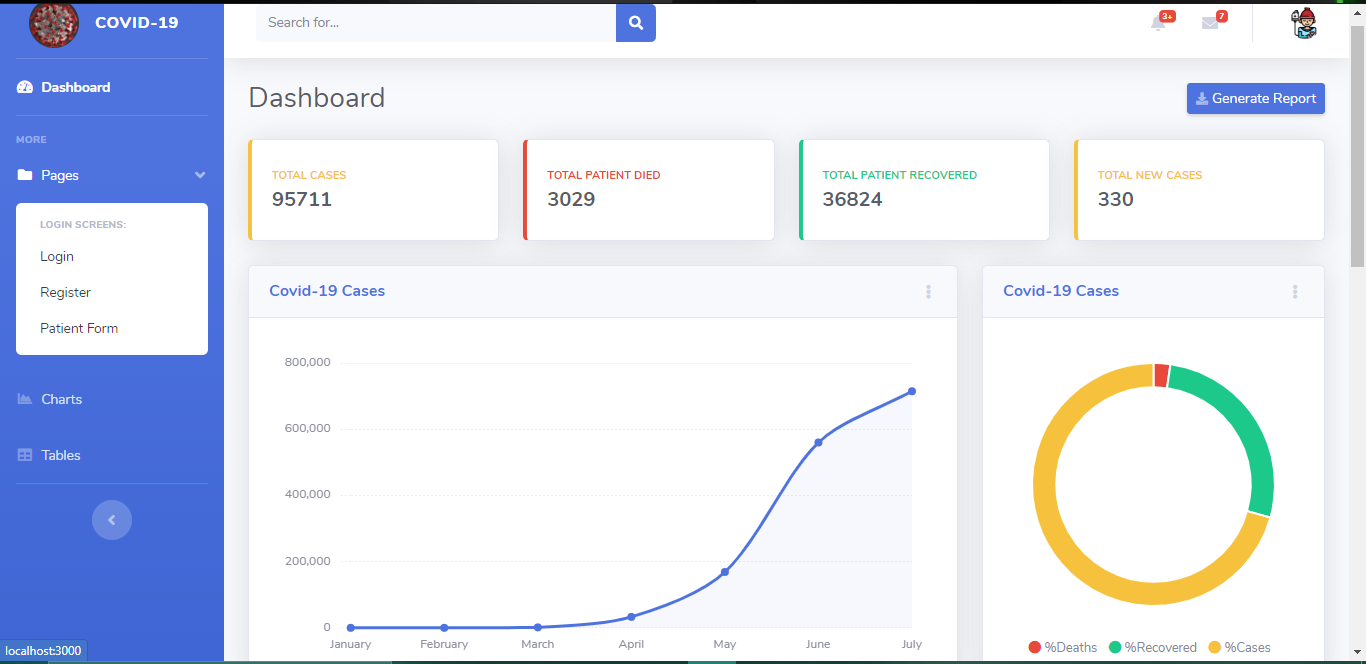 COVID-19
Search for...
3+
7
Dashboard
MORE
Pages
LOGIN SCREENS:
Login
Register
Patient Form
Charts
Tables
Dashboard
Generate Report
TOTAL CASES
95711
TOTAL PATIENT DIED
3029
TOTAL PATIENT RECOVERED
36824
TOTAL NEW CASES
330
Covid-19 Cases
800,000
600,000
400,000
200,000
0
January February March April May June July
Covid-19 Cases
%Deaths %Recovered %Cases
localhost:3000